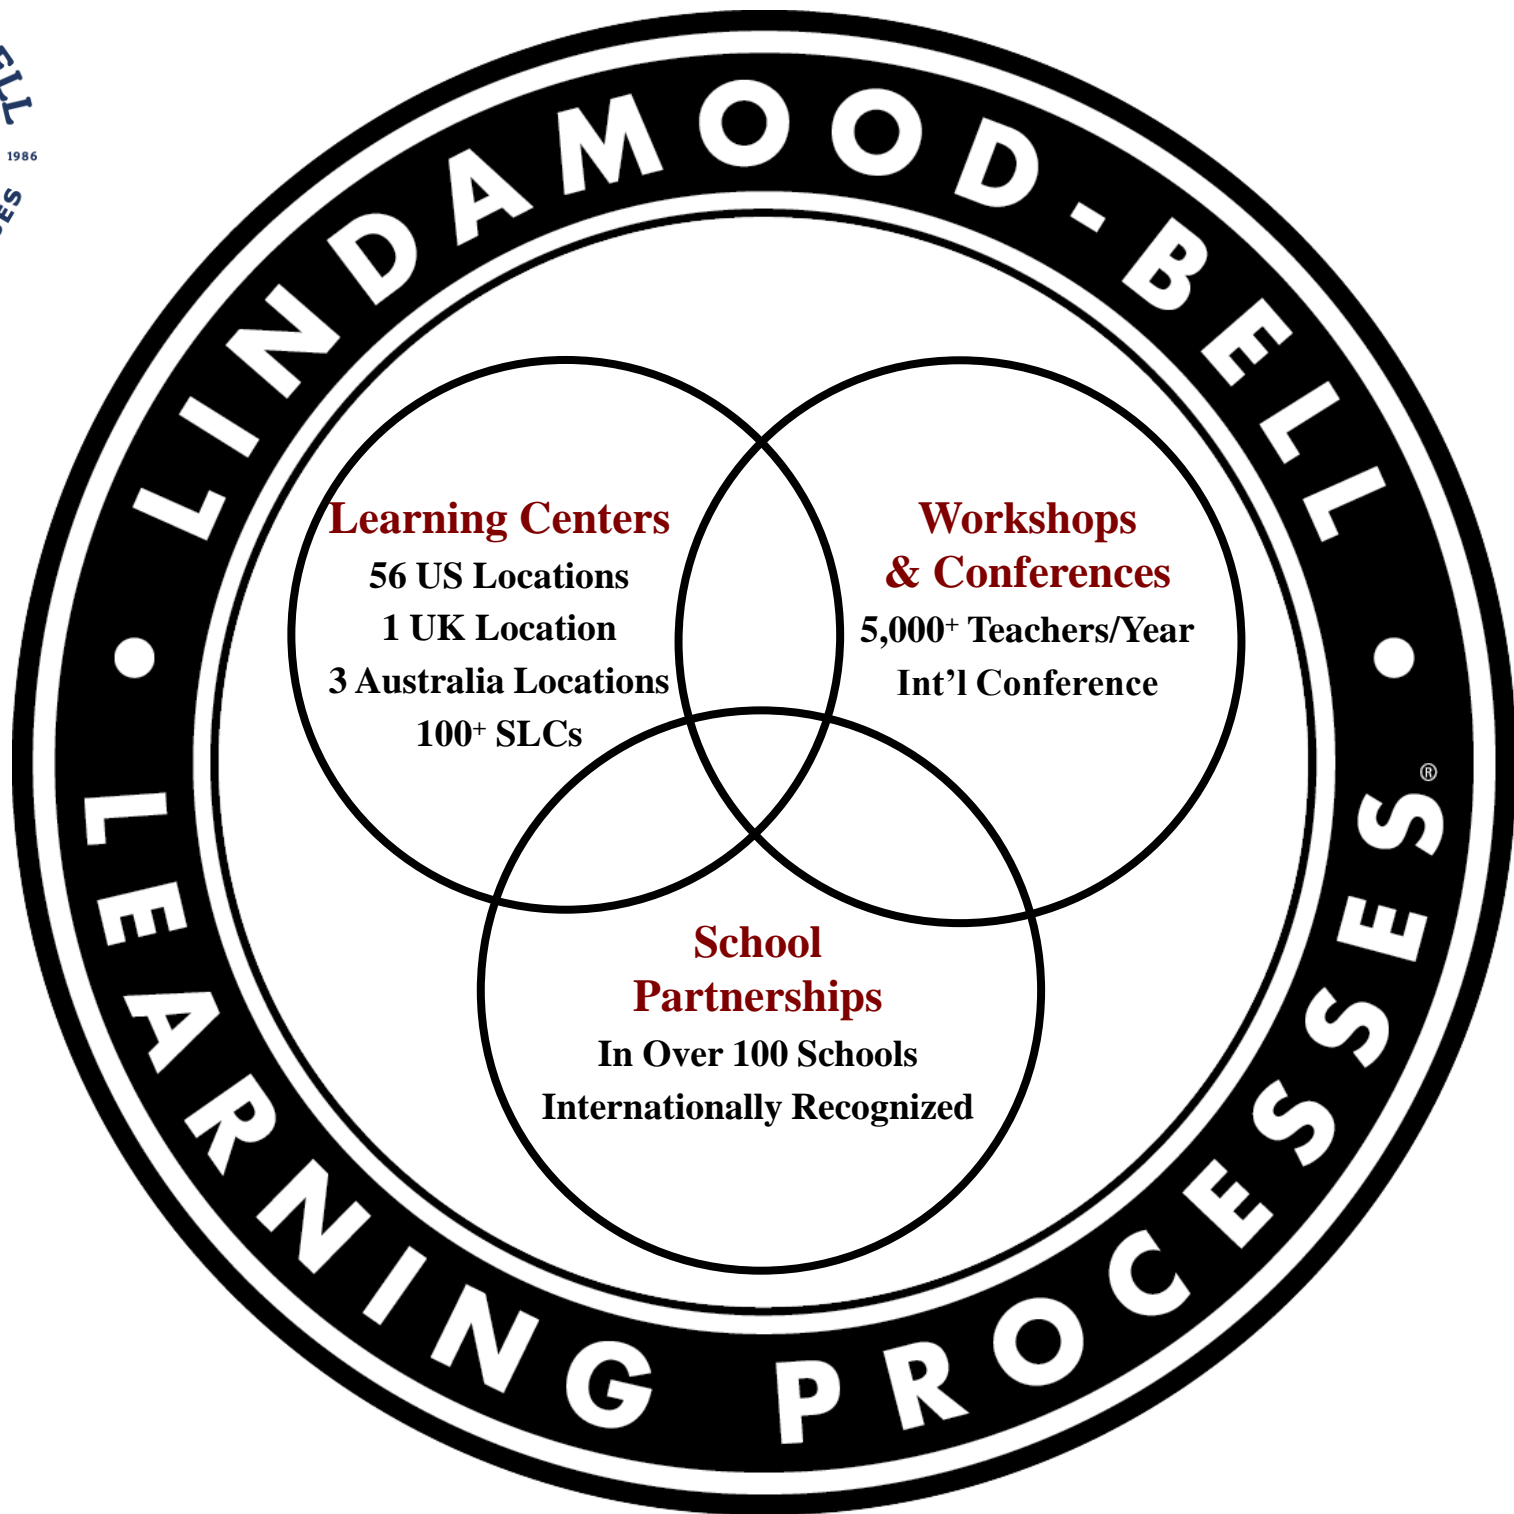 1986
LINDAMOOD-BELL
Learning Centers
56 US Locations
1 UK Location
3 Australia Locations
100+ SLCs
Workshops
& Conferences
5,000+ Teachers/Year
Int’l Conference
School
Partnerships
In Over 100 Schools
Internationally Recognized
LEARNING PROCESSES®